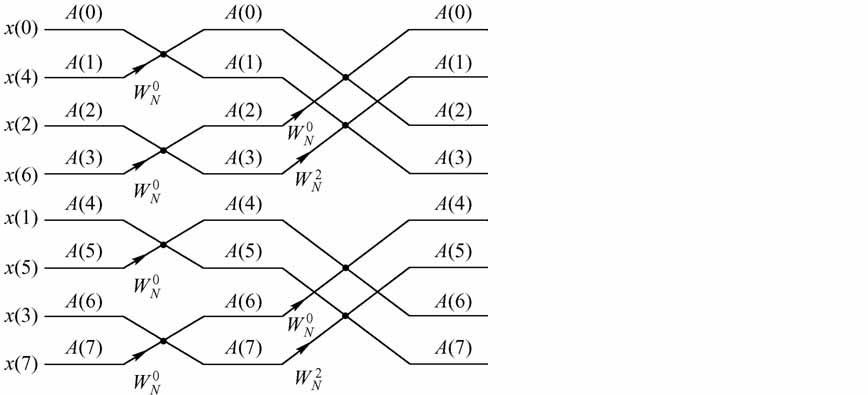 x(0) A(0) A(0) A(0)
x(4) A(1) A(1) A(1)
W_N^0
x(2) A(2) A(2) A(2)
W_N^0
x(6) A(3) A(3) A(3)
W_N^0 W_N^2
x(1) A(4) A(4) A(4)
x(5) A(5) A(5) A(5)
W_N^0
x(3) A(6) A(6) A(6)
W_N^0
x(7) A(7) A(7) A(7)
W_N^0 W_N^2